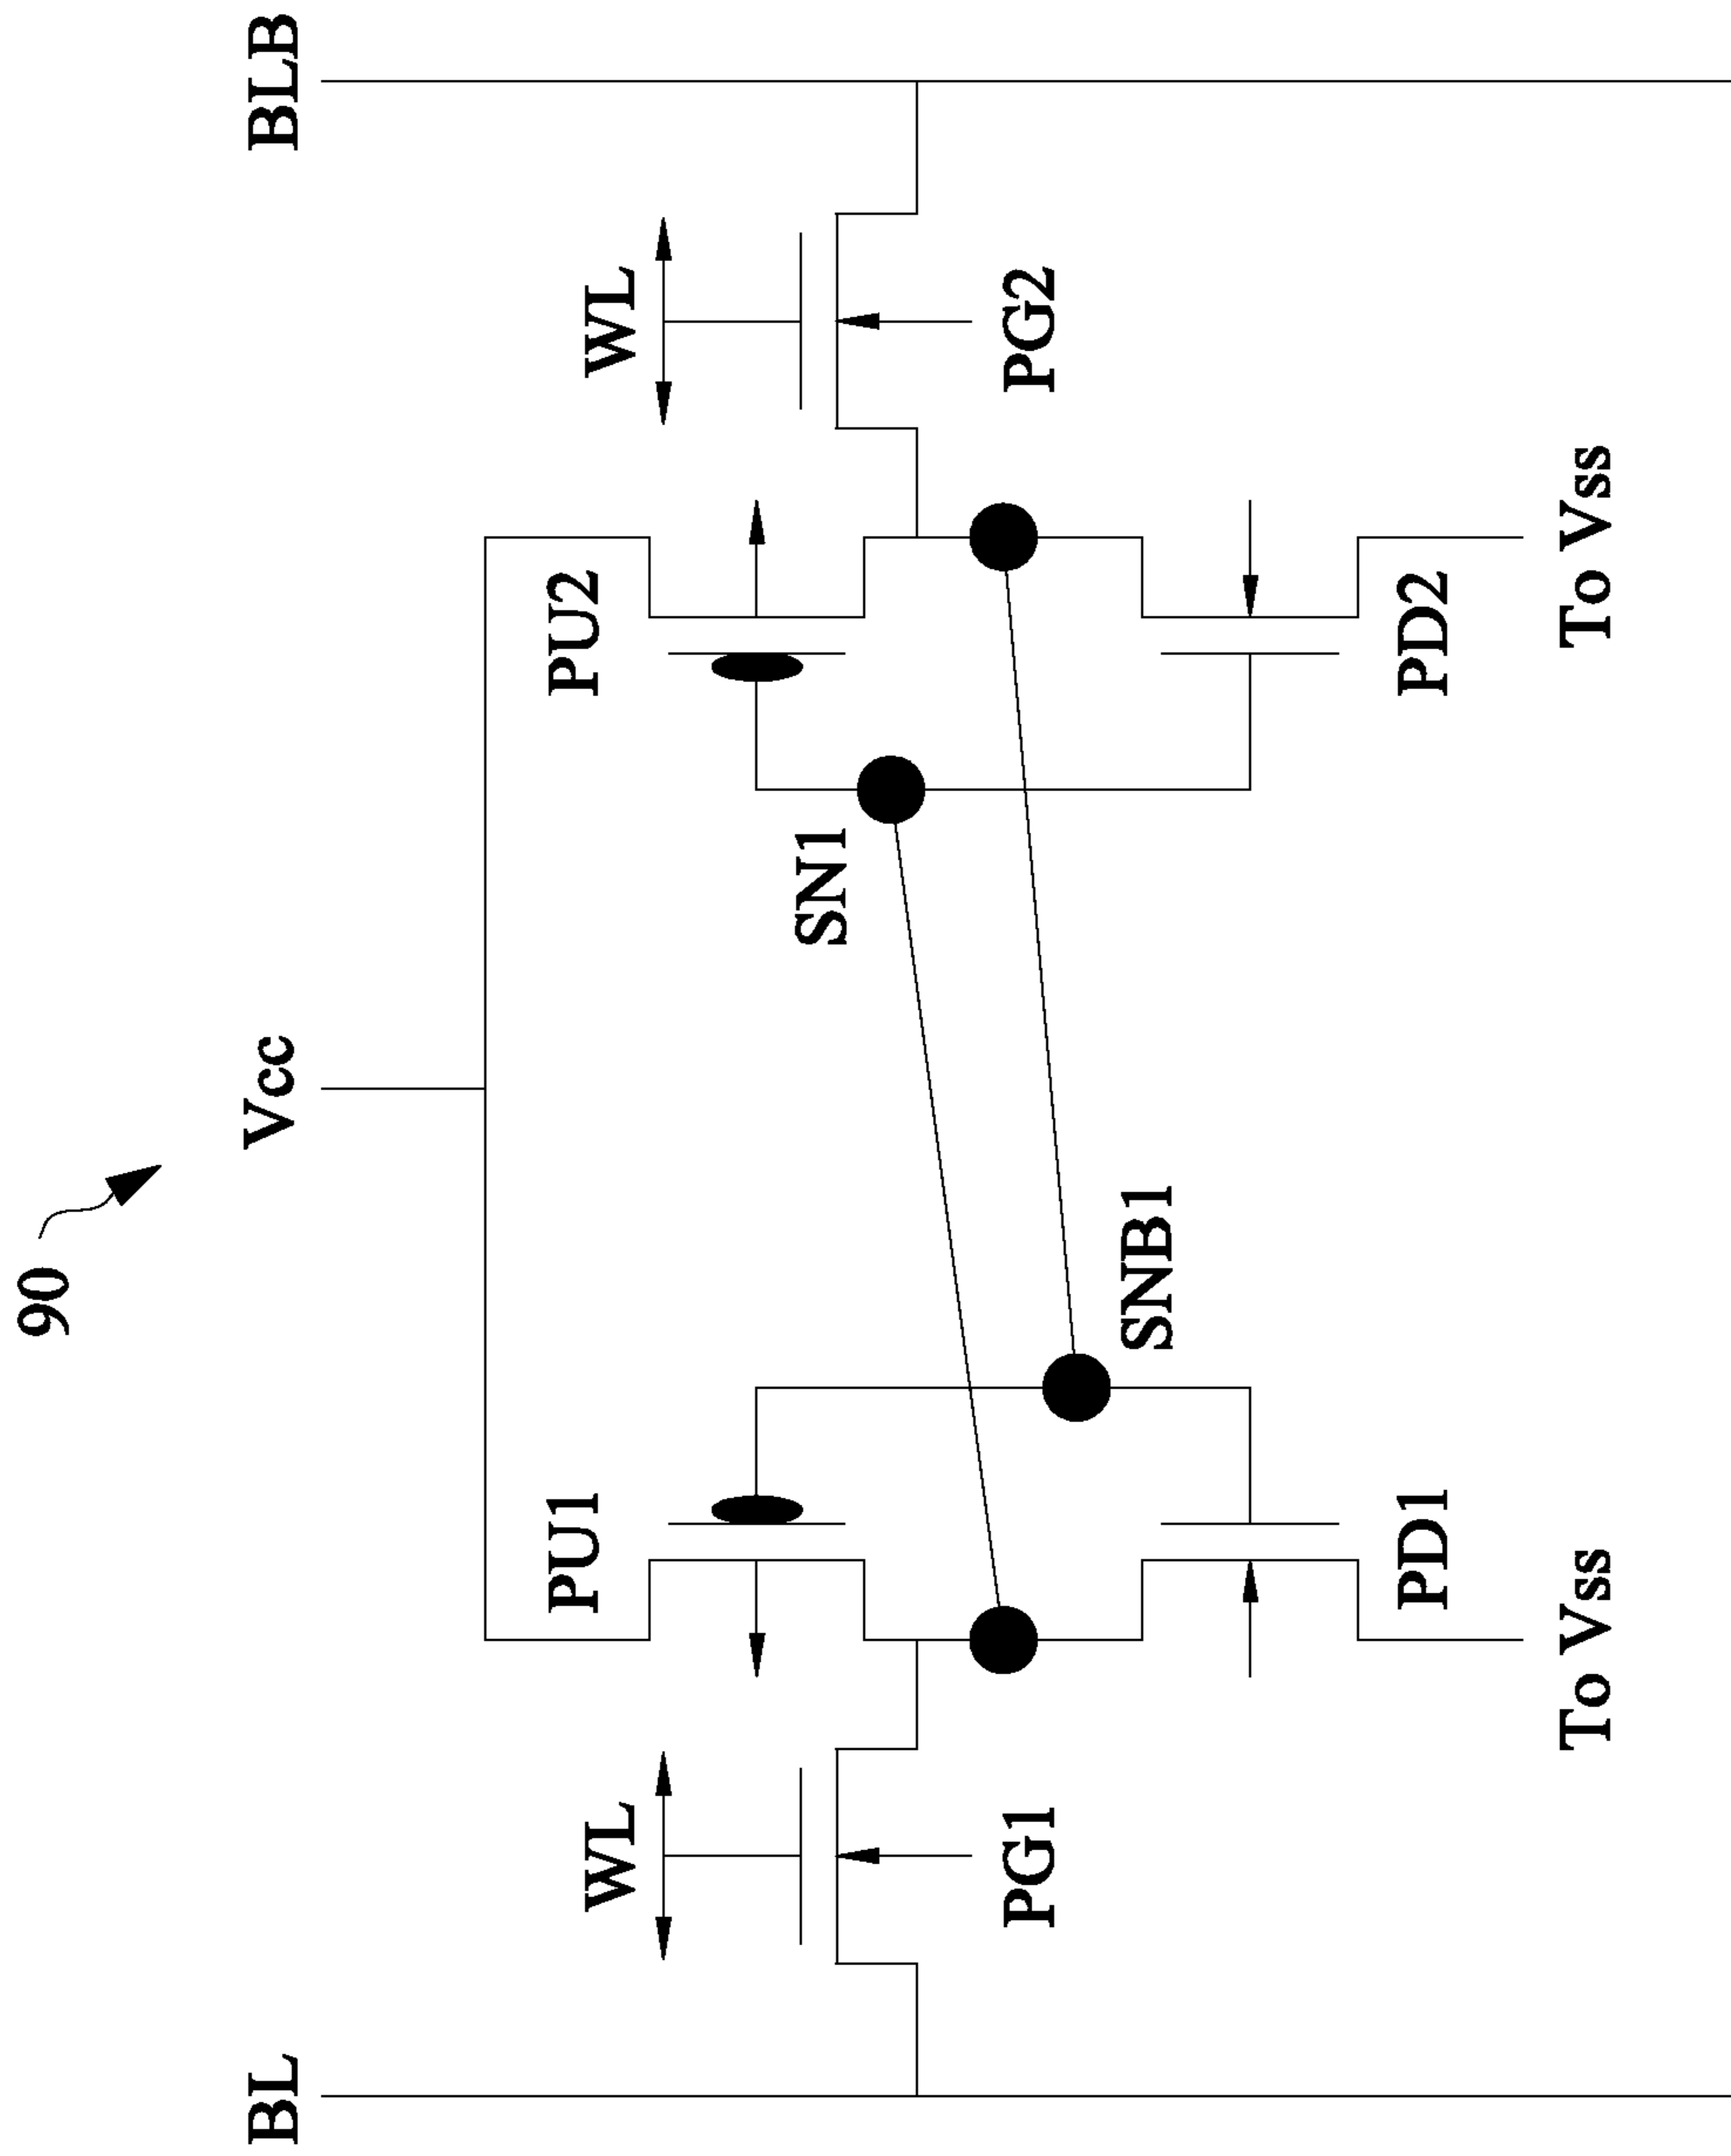 90
BL
Vcc
BLB
WL
PU1
PU2
WL
SN1
PG1
SNB1
PG2
PD1
PD2
To Vss
To Vss